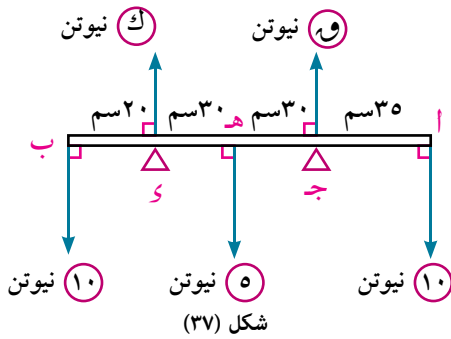 ق نيوتن ك نيوتن
٣٥سم ٣٠سم ٣٠سم ٢٠سم
أ هـ ب
جـ ء
١٠ نيوتن ٥ نيوتن ١٠ نيوتن
شكل (٣٧)